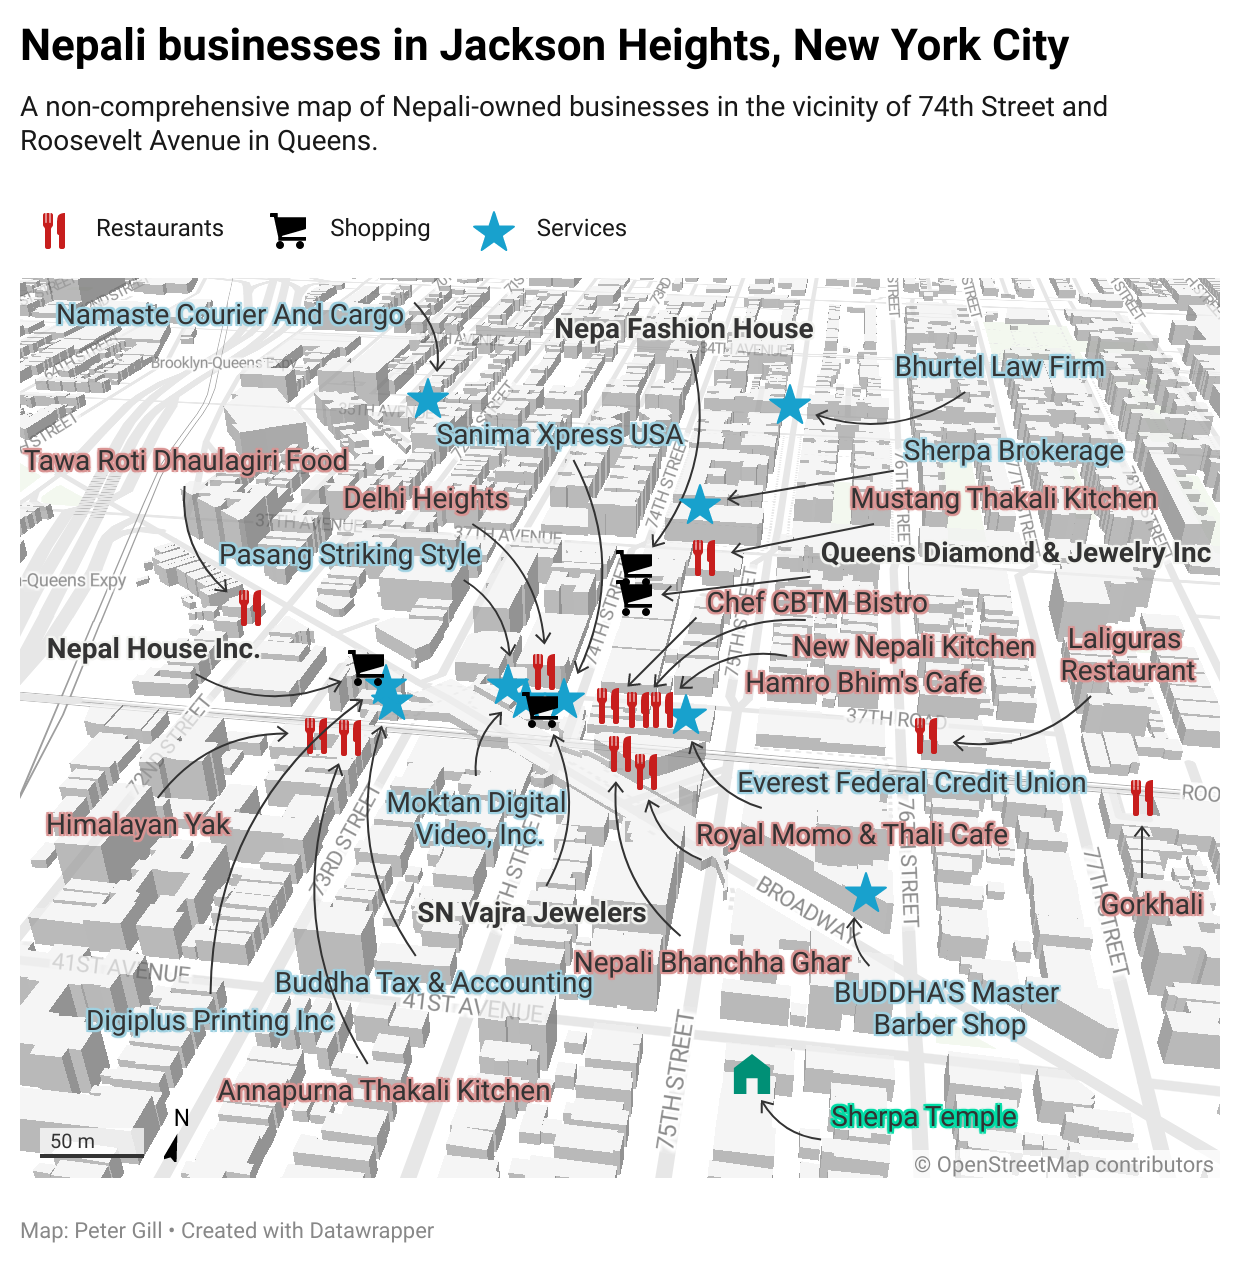 Nepali businesses in Jackson Heights, New York City
A non-comprehensive map of Nepali-owned businesses in the vicinity of 74th Street and
Roosevelt Avenue in Queens.
Restaurants
Shopping
Services
Namaste Courier And Cargo
Nepa Fashion House
34TH AVENUE
Brooklyn-Queens Expy
Bhurtel Law Firm
35TH AVE
Sanima Xpress USA
Sherpa Brokerage
Tawa Roti Dhaulagiri Food
Delhi Heights
Mustang Thakali Kitchen
74TH STREET
37TH AVENUE
37TH AVENUE
Pasang Striking Style
Queens Diamond & Jewelry Inc
-Queens Expy
Chef CBTM Bistro
74TH STREET
75TH STREET
New Nepali Kitchen
Laliguras
Restaurant
Nepal House Inc.
Hamro Bhim's Cafe
72ND STREET
37TH ROAD
Everest Federal Credit Union
ROO
Moktan Digital
Video, Inc.
Himalayan Yak
Royal Momo & Thali Cafe
73RD STREET
76TH STREET
77TH STREET
BROADWAY
Gorkhali
SN Vajra Jewelers
Nepali Bhanchha Ghar
41ST AVENUE
Buddha Tax & Accounting
BUDDHA'S Master
Barber Shop
41ST AVENUE
Digiplus Printing Inc
75TH STREET
Annapurna Thakali Kitchen
Sherpa Temple
N
50 m
© OpenStreetMap contributors
Map: Peter Gill • Created with Datawrapper